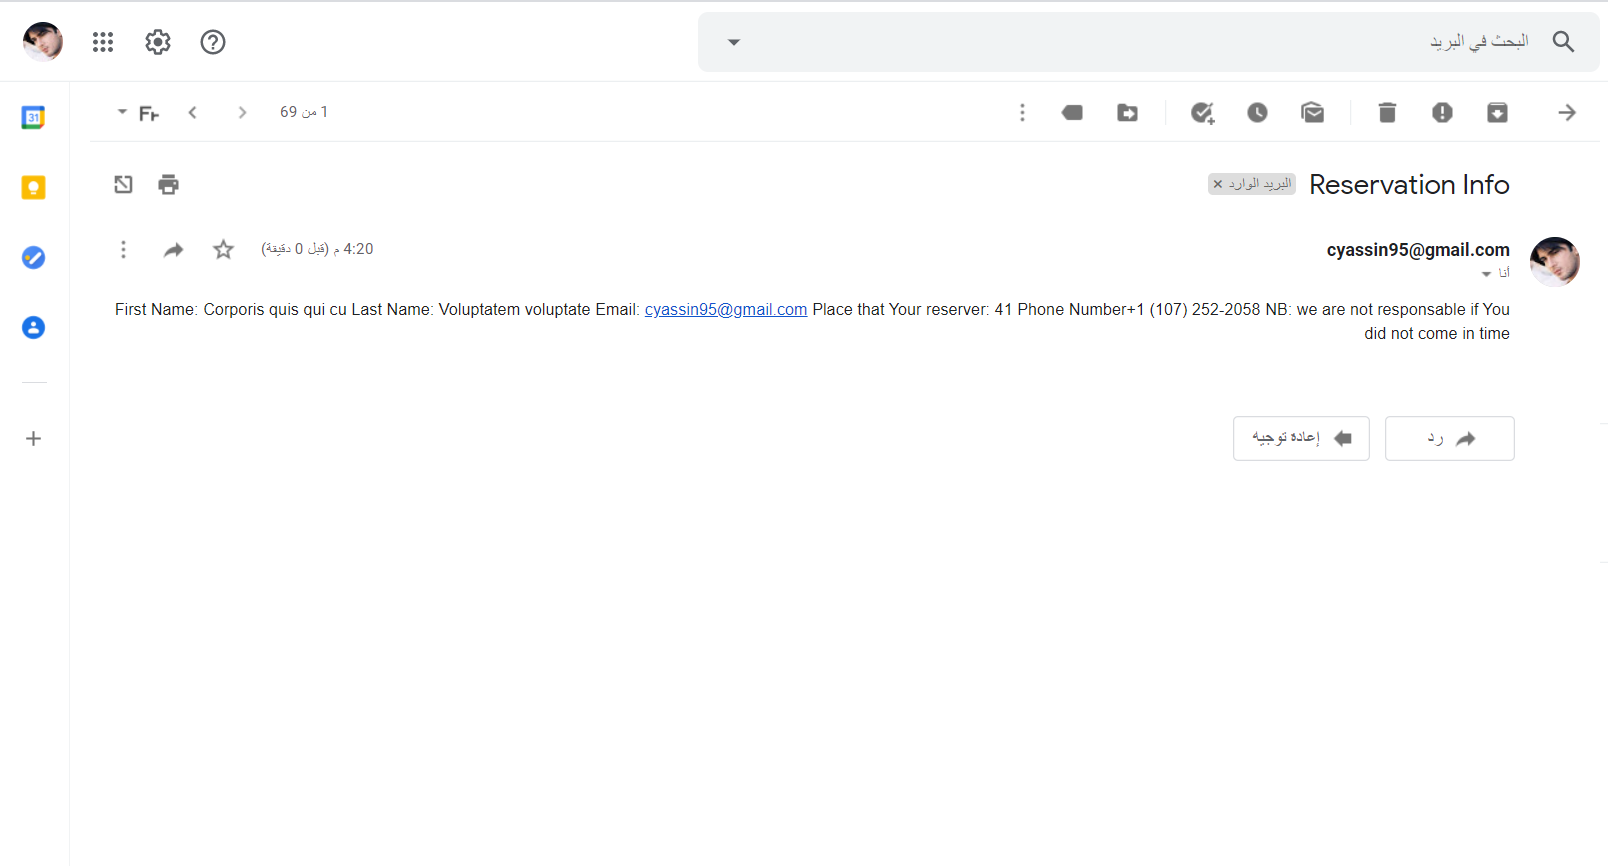 البحث في البريد
31
Fr
1 من 69
Reservation Info
البريد الوارد ×
cyassin95@gmail.com
4:20 م (قبل 0 دقيقة)
أنا
First Name: Corporis quis qui cu Last Name: Voluptatem voluptate Email: cyassin95@gmail.com Place that Your reserver: 41 Phone Number+1 (107) 252-2058 NB: we are not responsable if You
did not come in time
رد
إعادة توجيه